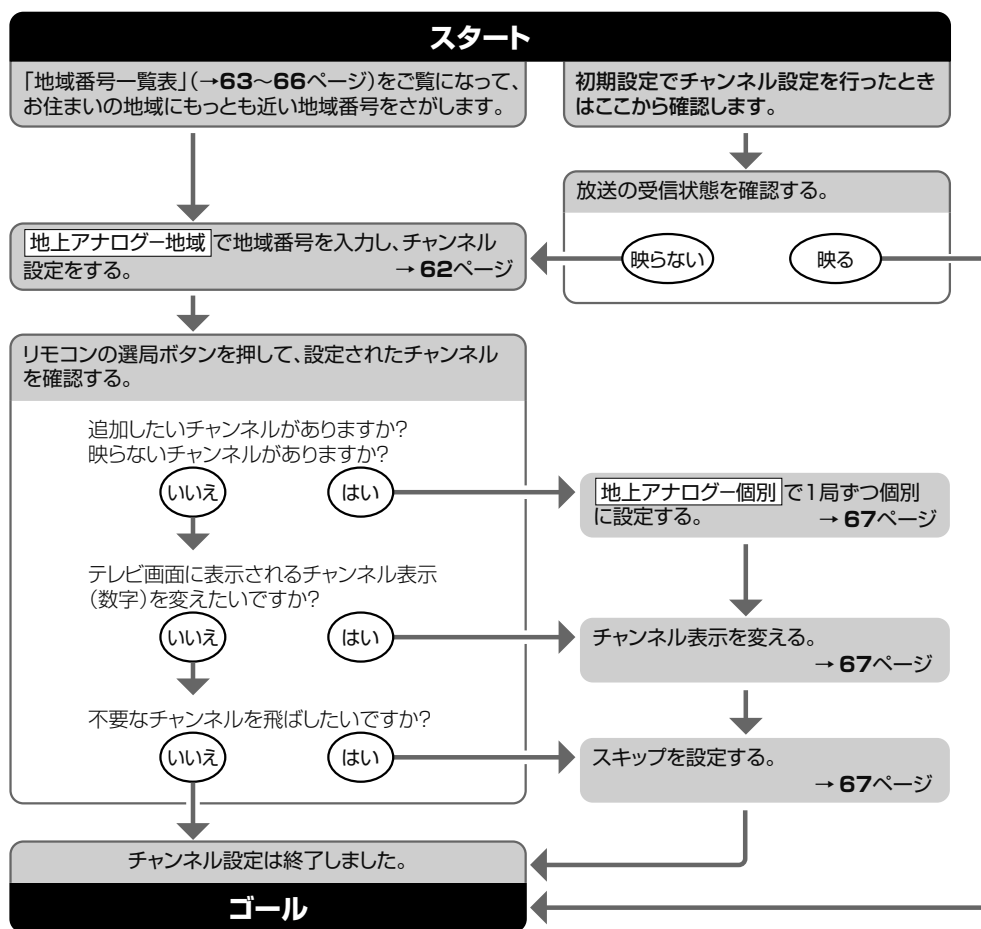 スタート
「地域番号一覧表」(→63～66ページ)をご覧になって、
お住まいの地域にもっとも近い地域番号をさがします。
初期設定でチャンネル設定を行ったとき
はここから確認します。
放送の受信状態を確認する。
映らない
映る
地上アナログー地域 で地域番号を入力し、チャンネル
設定をする。 → 62ページ
リモコンの選局ボタンを押して、設定されたチャンネル
を確認する。
追加したいチャンネルがありますか?
映らないチャンネルがありますか?
いいえ
はい
地上アナログー個別 で1局ずつ個別
に設定する。 → 67ページ
テレビ画面に表示されるチャンネル表示
(数字)を変えたいですか?
いいえ
はい
チャンネル表示を変える。
→ 67ページ
不要なチャンネルを飛ばしたいですか?
いいえ
はい
スキップを設定する。
→ 67ページ
チャンネル設定は終了しました。
ゴール